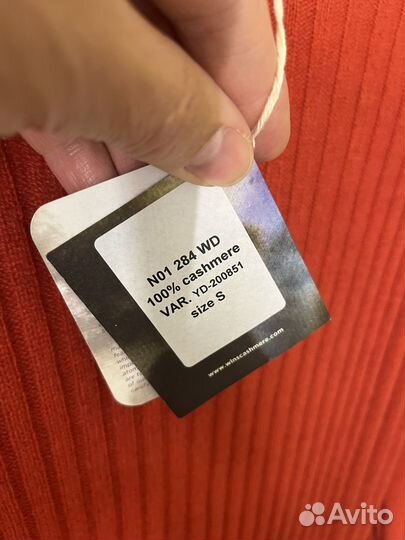 N01 284 WD
100% cashmere
VAR. YD-200851
size S
www.winscashmere.com
Avito